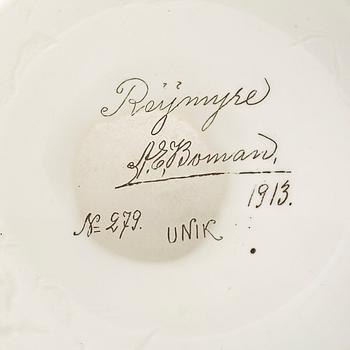 Reijmyre
A.E. Boman.
1913.
No 279. UNIK